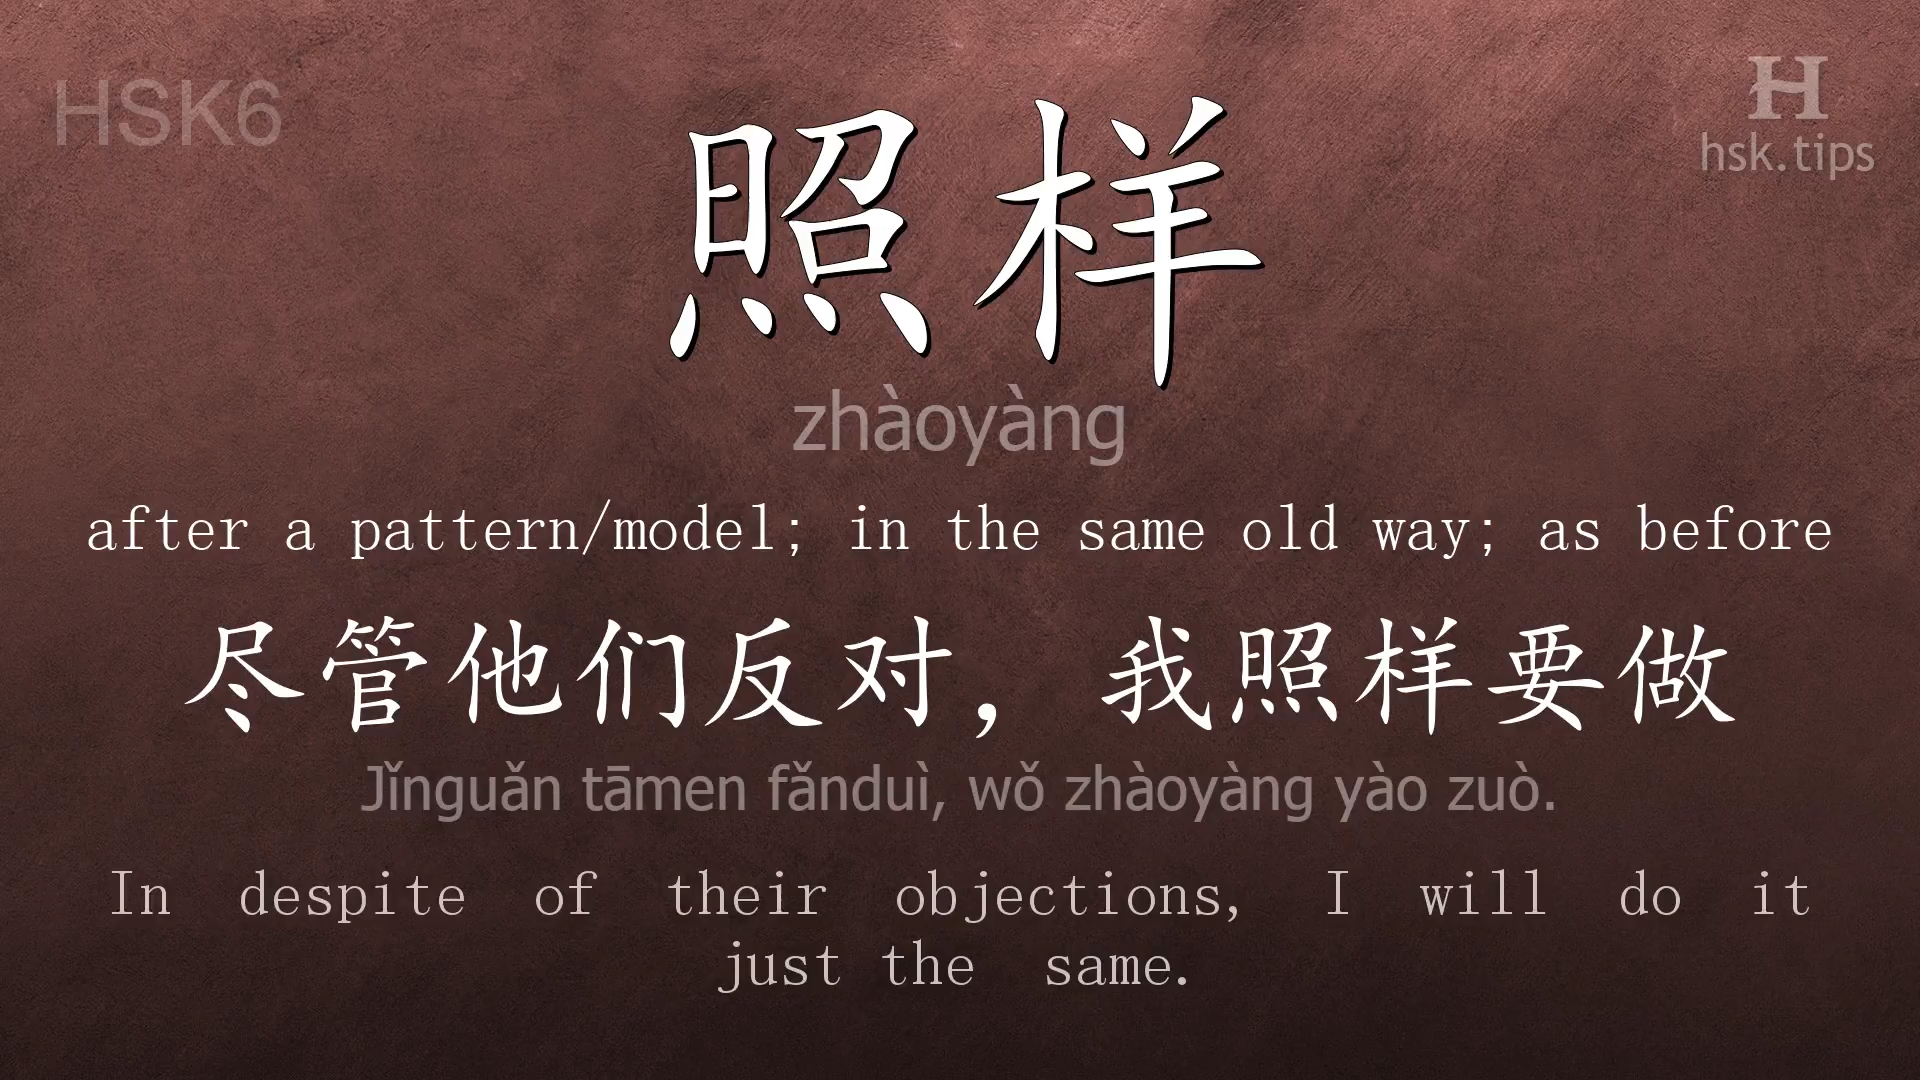 HSK6
H
hsk.tips
照样
zhàoyàng
after a pattern/model; in the same old way; as before
尽管他们反对，我照样要做
Jǐnguǎn tāmen fǎnduì, wǒ zhàoyàng yào zuò.
In despite of their objections, I will do it
just the same.